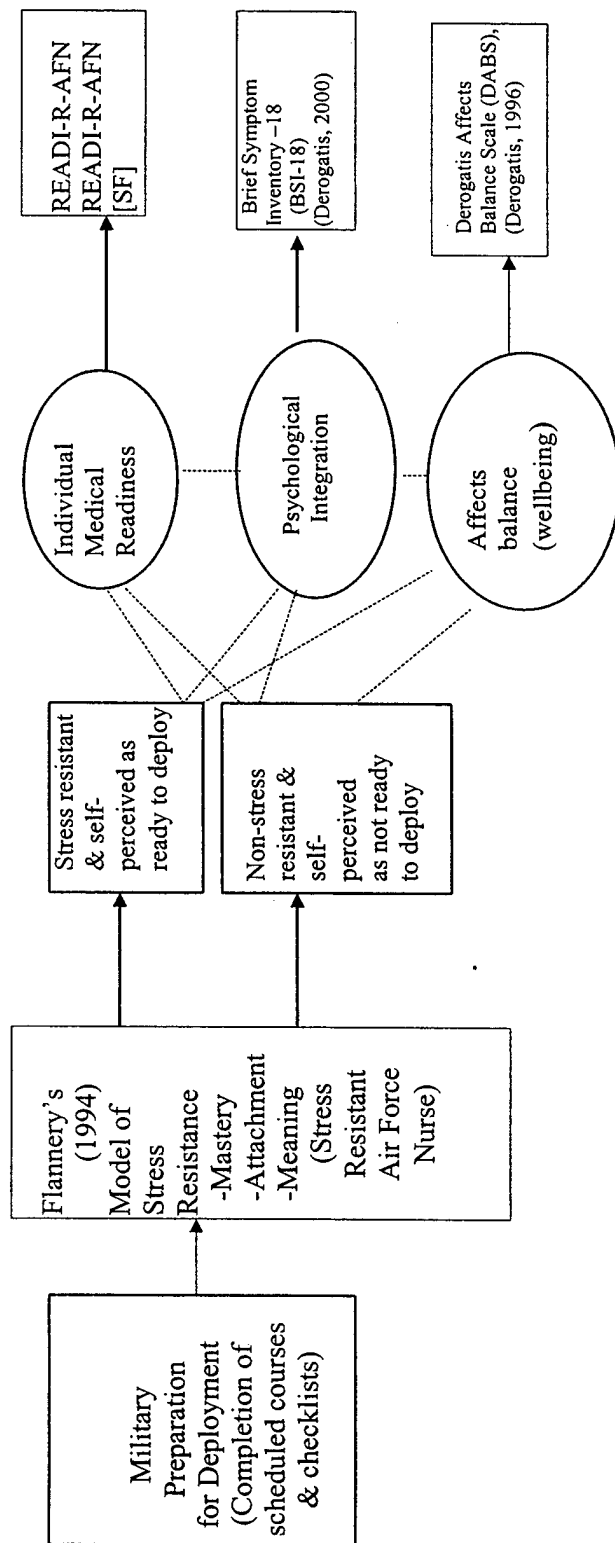 Military
Preparation
for Deployment
(Completion of
scheduled courses
& checklists)
Flannery's
(1994)
Model of
Stress
Resistance
-Mastery
-Attachment
-Meaning
(Stress
Resistant
Air Force
Nurse)
Stress resistant
& self-
perceived as
ready to deploy
Non-stress
resistant &
self-
perceived
as not ready
to deploy
Individual
Medical
Readiness
Psychological
Integration
Affects
balance
(wellbeing)
READI-R-AFN
READI-R-AFN
[SF]
Brief Symptom
Inventory –18
(BSI-18)
(Derogatis, 2000)
Derogatis Affects
Balance Scale (DABS),
(Derogatis, 1996)